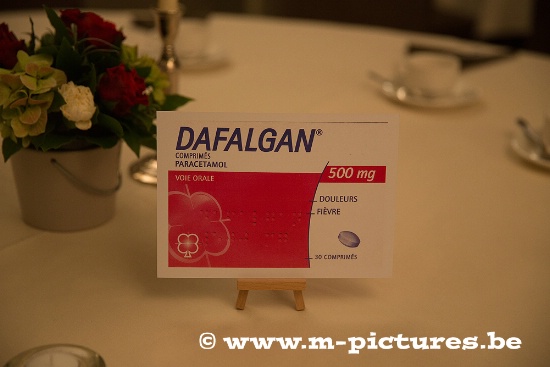 DAFALGAN®
COMPRIMÉS
PARACETAMOL
VOIE ORALE
500 mg
DOULEURS
FIÈVRE
30 COMPRIMÉS
© www.m-pictures.be